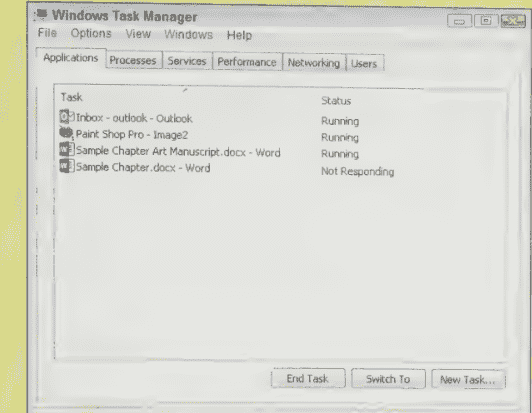 Windows Task Manager
File Options View Windows Help
Applications Processes Services Performance Networking Users
Task Status
Inbox - outlook - Outlook Running
Paint Shop Pro - Image2 Running
Sample Chapter Art Manuscript.docx - Word Running
Sample Chapter.docx - Word Not Responding
End Task Switch To New Task...